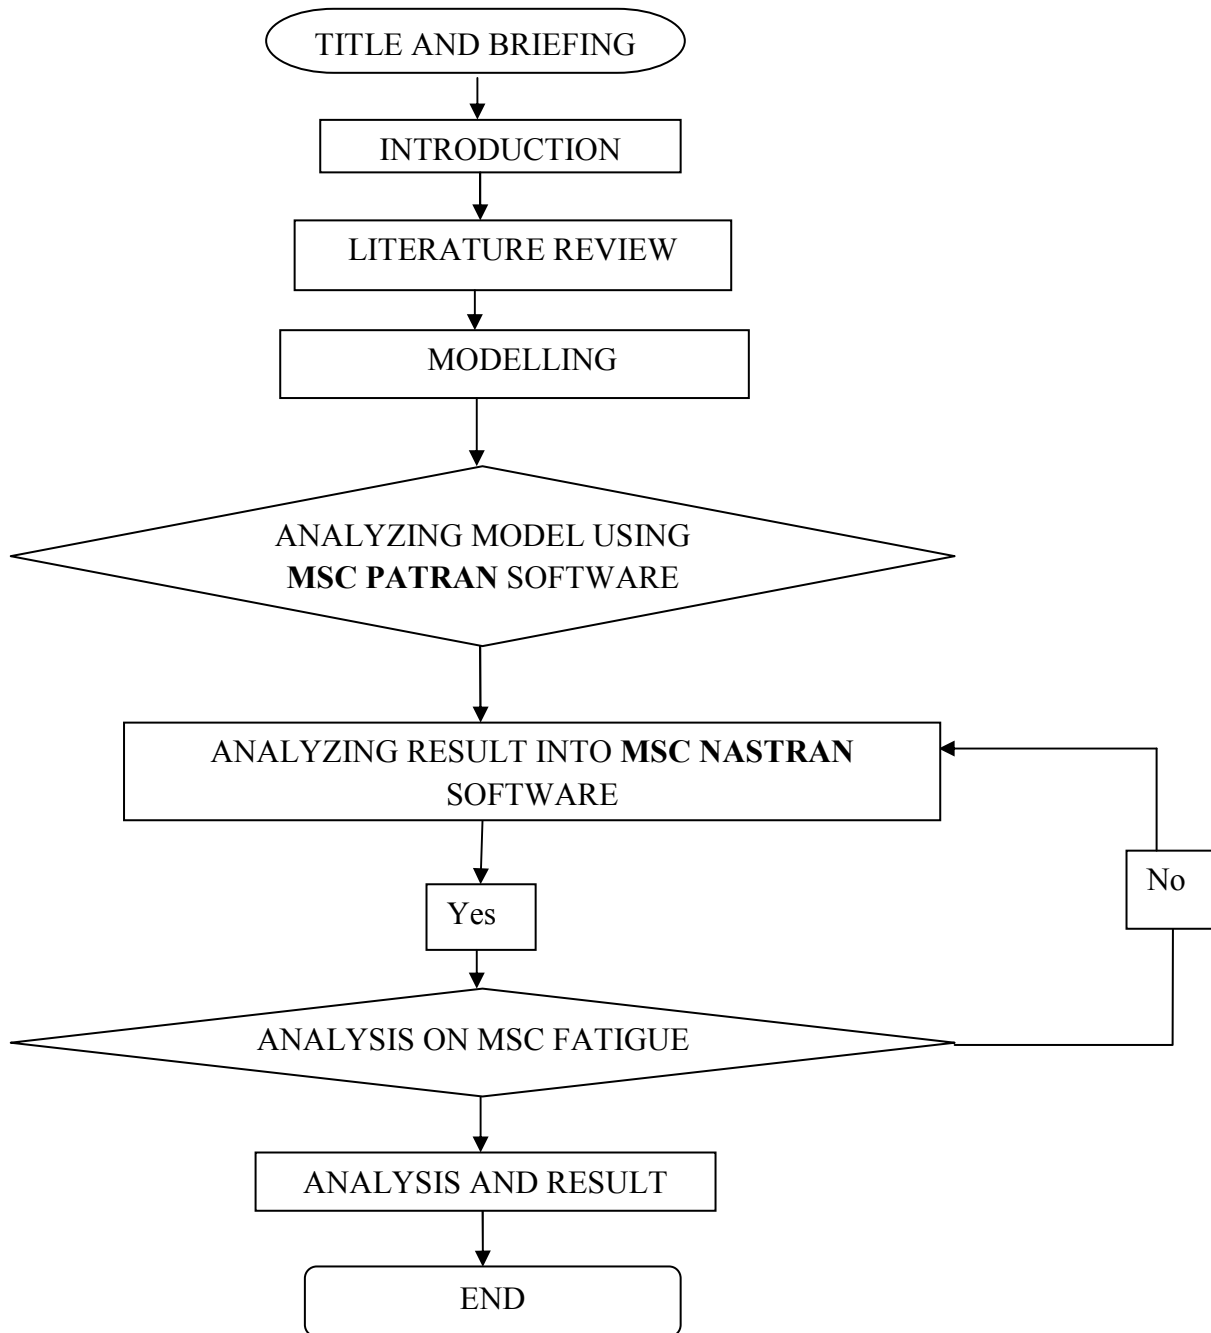 TITLE AND BRIEFING
INTRODUCTION
LITERATURE REVIEW
MODELLING
ANALYZING MODEL USING
MSC PATRAN SOFTWARE
ANALYZING RESULT INTO MSC NASTRAN
SOFTWARE
No
Yes
ANALYSIS ON MSC FATIGUE
ANALYSIS AND RESULT
END